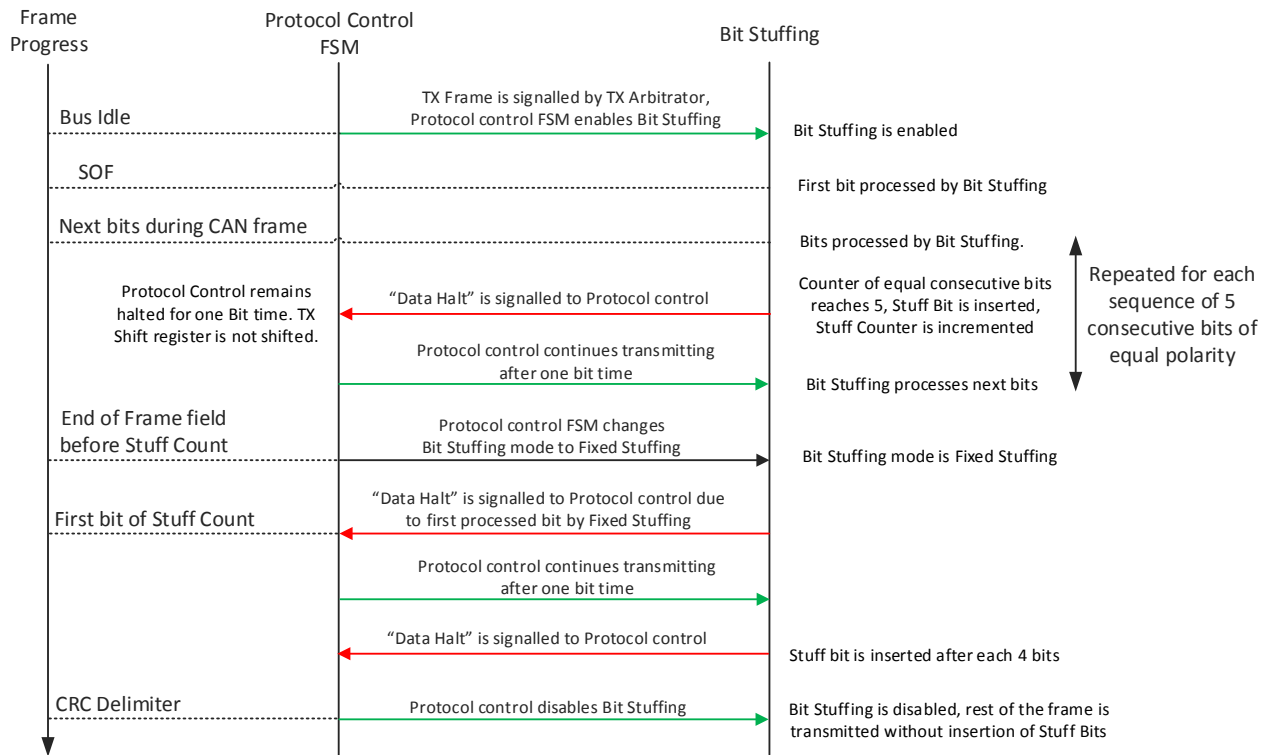 Frame
Progress
Protocol Control
FSM
Bit Stuffing
Bus Idle
TX Frame is signalled by TX Arbitrator,
Protocol control FSM enables Bit Stuffing
Bit Stuffing is enabled
SOF
First bit processed by Bit Stuffing
Next bits during CAN frame
Bits processed by Bit Stuffing.
Protocol Control remains
halted for one Bit time. TX
Shift register is not shifted.
“Data Halt” is signalled to Protocol control
Counter of equal consecutive bits
reaches 5, Stuff Bit is inserted,
Stuff Counter is incremented
Repeated for each
sequence of 5
consecutive bits of
equal polarity
Protocol control continues transmitting
after one bit time
Bit Stuffing processes next bits
End of Frame field
before Stuff Count
Protocol control FSM changes
Bit Stuffing mode to Fixed Stuffing
Bit Stuffing mode is Fixed Stuffing
First bit of Stuff Count
“Data Halt” is signalled to Protocol control due
to first processed bit by Fixed Stuffing
Protocol control continues transmitting
after one bit time
“Data Halt” is signalled to Protocol control
Stuff bit is inserted after each 4 bits
CRC Delimiter
Protocol control disables Bit Stuffing
Bit Stuffing is disabled, rest of the frame is
transmitted without insertion of Stuff Bits